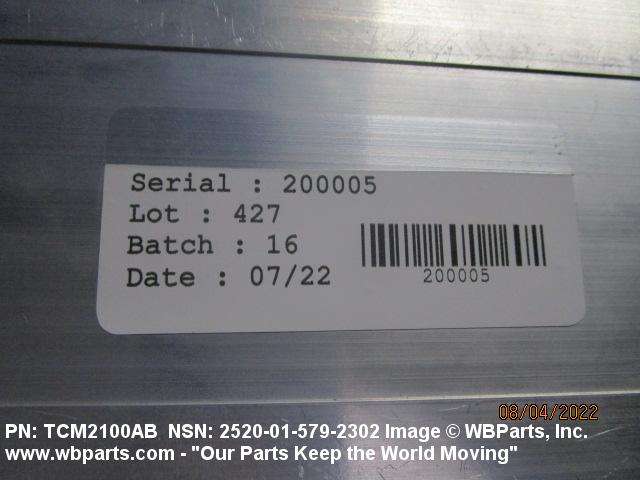 Serial : 200005
Lot : 427
Batch : 16
Date : 07/22
200005
08/04/2022
PN: TCM2100AB NSN: 2520-01-579-2302 Image © WBParts, Inc.
www.wbparts.com - "Our Parts Keep the World Moving"